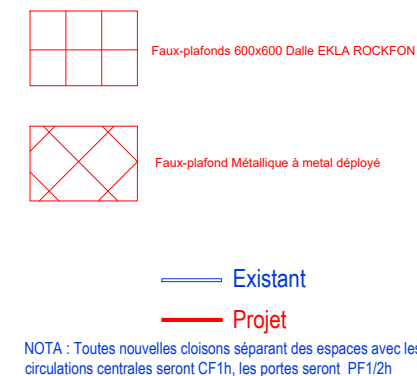 Faux-plafonds 600x600 Dalle EKLA ROCKFON
Faux-plafond Métallique à metal déployé
Existant
Projet
NOTA : Toutes nouvelles cloisons séparant des espaces avec les
circulations centrales seront CF1h, les portes seront PF1/2h